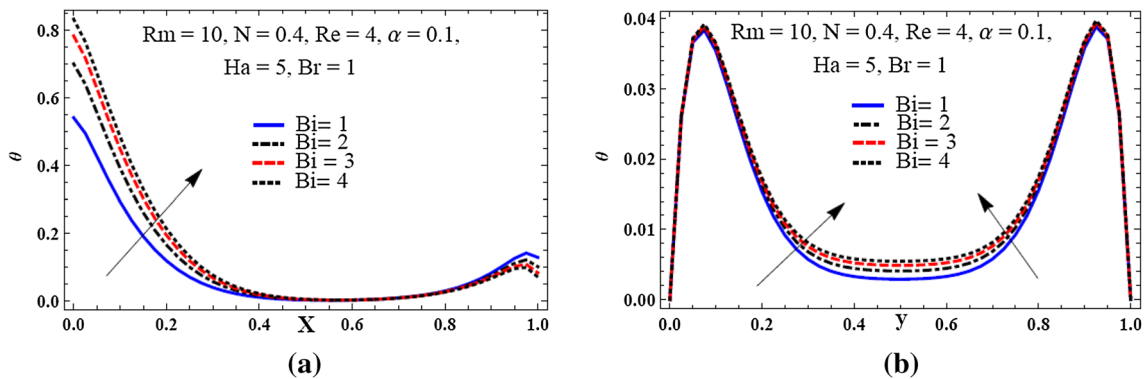 Rm = 10, N = 0.4, Re = 4, α = 0.1,
Ha = 5, Br = 1
Bi= 1
Bi= 2
Bi = 3
Bi= 4
θ
0.8
0.6
0.4
0.2
0.0
0.0 0.2 0.4 0.6 0.8 1.0
X
(a)
Rm = 10, N = 0.4, Re = 4, α = 0.1,
Ha = 5, Br = 1
Bi= 1
Bi= 2
Bi = 3
Bi= 4
θ
0.04
0.03
0.02
0.01
0.00
0.0 0.2 0.4 0.6 0.8 1.0
y
(b)